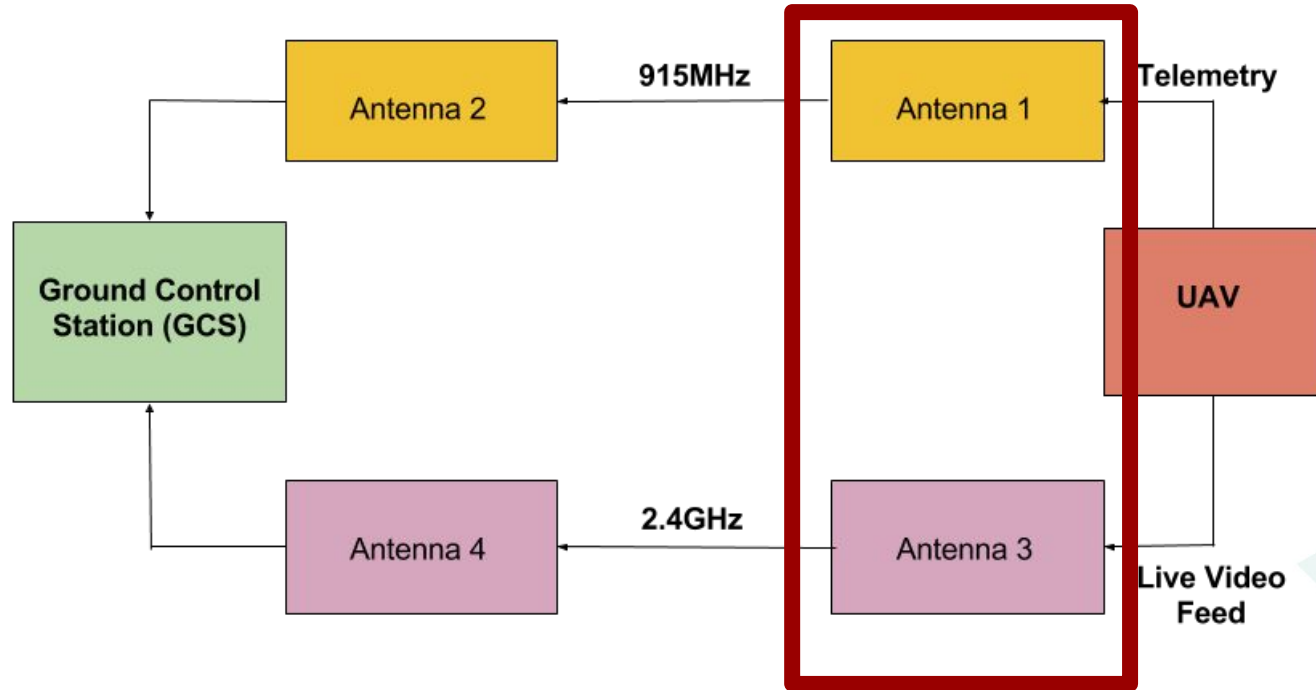 915MHz
Telemetry
Antenna 2
Antenna 1
Ground Control
Station (GCS)
UAV
2.4GHz
Antenna 4
Antenna 3
Live Video
Feed